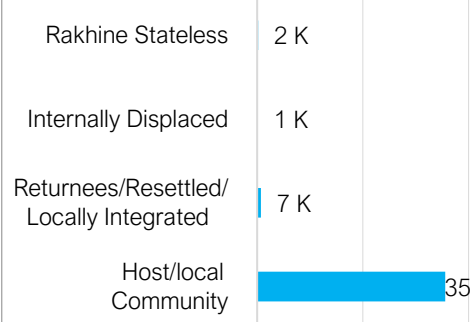 Rakhine Stateless 2 K
Internally Displaced 1 K
Returnees/Resettled/
Locally Integrated 7 K
Host/local
Community 35